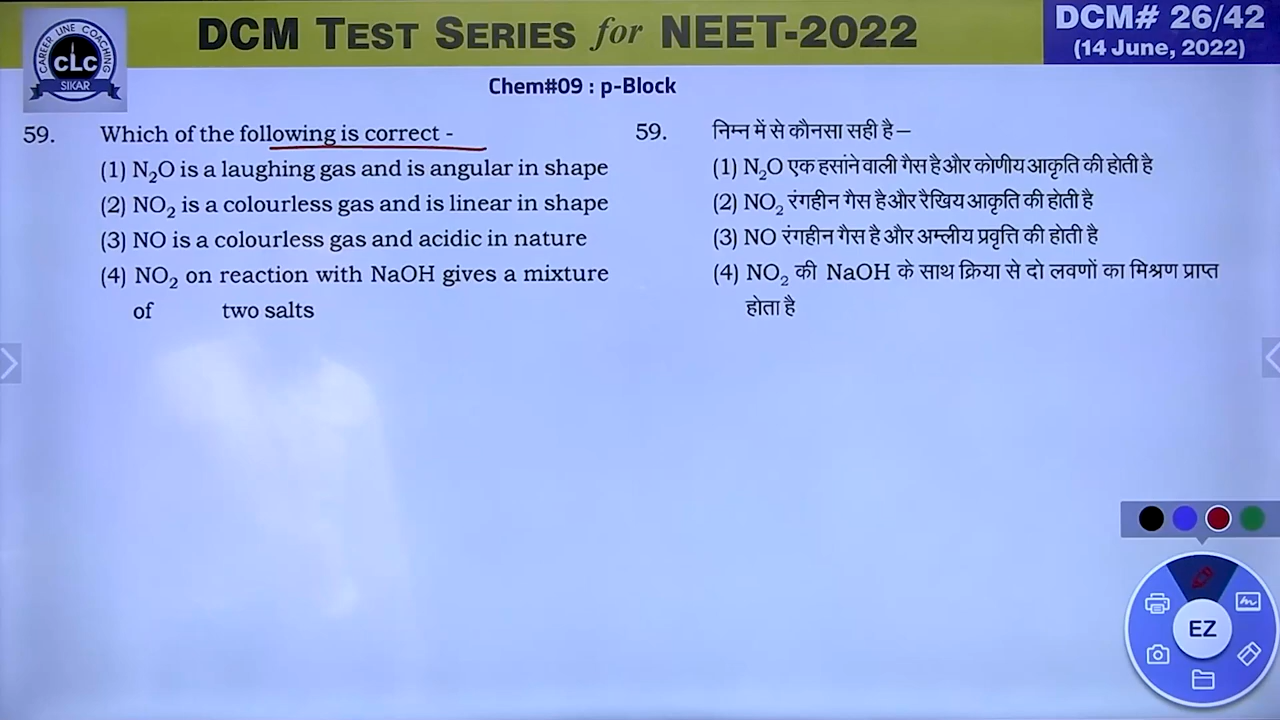 CAREER LINE COACHING
CLC
SIKAR
DCM TEST SERIES for NEET-2022
DCM# 26/42
(14 June, 2022)
Chem#09 : p-Block
59. Which of the following is correct -
(1) N₂O is a laughing gas and is angular in shape
(2) NO₂ is a colourless gas and is linear in shape
(3) NO is a colourless gas and acidic in nature
(4) NO₂ on reaction with NaOH gives a mixture
of two salts
59. निम्न में से कौनसा सही है–
(1) N₂O एक हसांने वाली गैस है और कोणीय आकृति की होती है
(2) NO₂ रंगहीन गैस है और रैखिय आकृति की होती है
(3) NO रंगहीन गैस है और अम्लीय प्रवृत्ति की होती है
(4) NO₂ की NaOH के साथ क्रिया से दो लवणों का मिश्रण प्राप्त
होता है
EZ